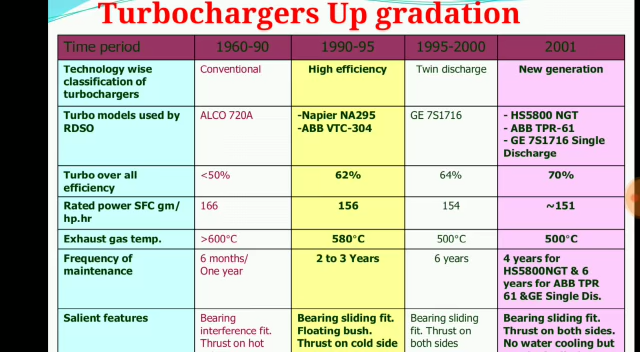 Turbochargers Up gradation
Time period 1960-90 1990-95 1995-2000 2001
Technology wise classification of turbochargers Conventional High efficiency Twin discharge New generation
Turbo models used by RDSO ALCO 720A -Napier NA295 -ABB VTC-304 GE 7S1716 - HS5800 NGT - ABB TPR-61 - GE 7S1716 Single Discharge
Turbo over all efficiency <50% 62% 64% 70%
Rated power SFC gm/ hp.hr 166 156 154 ~151
Exhaust gas temp. >600°C 580°C 500°C 500°C
Frequency of maintenance 6 months/ One year 2 to 3 Years 6 years 4 years for HS5800NGT & 6 years for ABB TPR 61 &GE Single Dis.
Salient features Bearing interference fit. Thrust on hot Bearing sliding fit. Floating bush. Thrust on cold side Bearing sliding fit. Thrust on both sides Bearing sliding fit. Thrust on both sides. No water cooling but